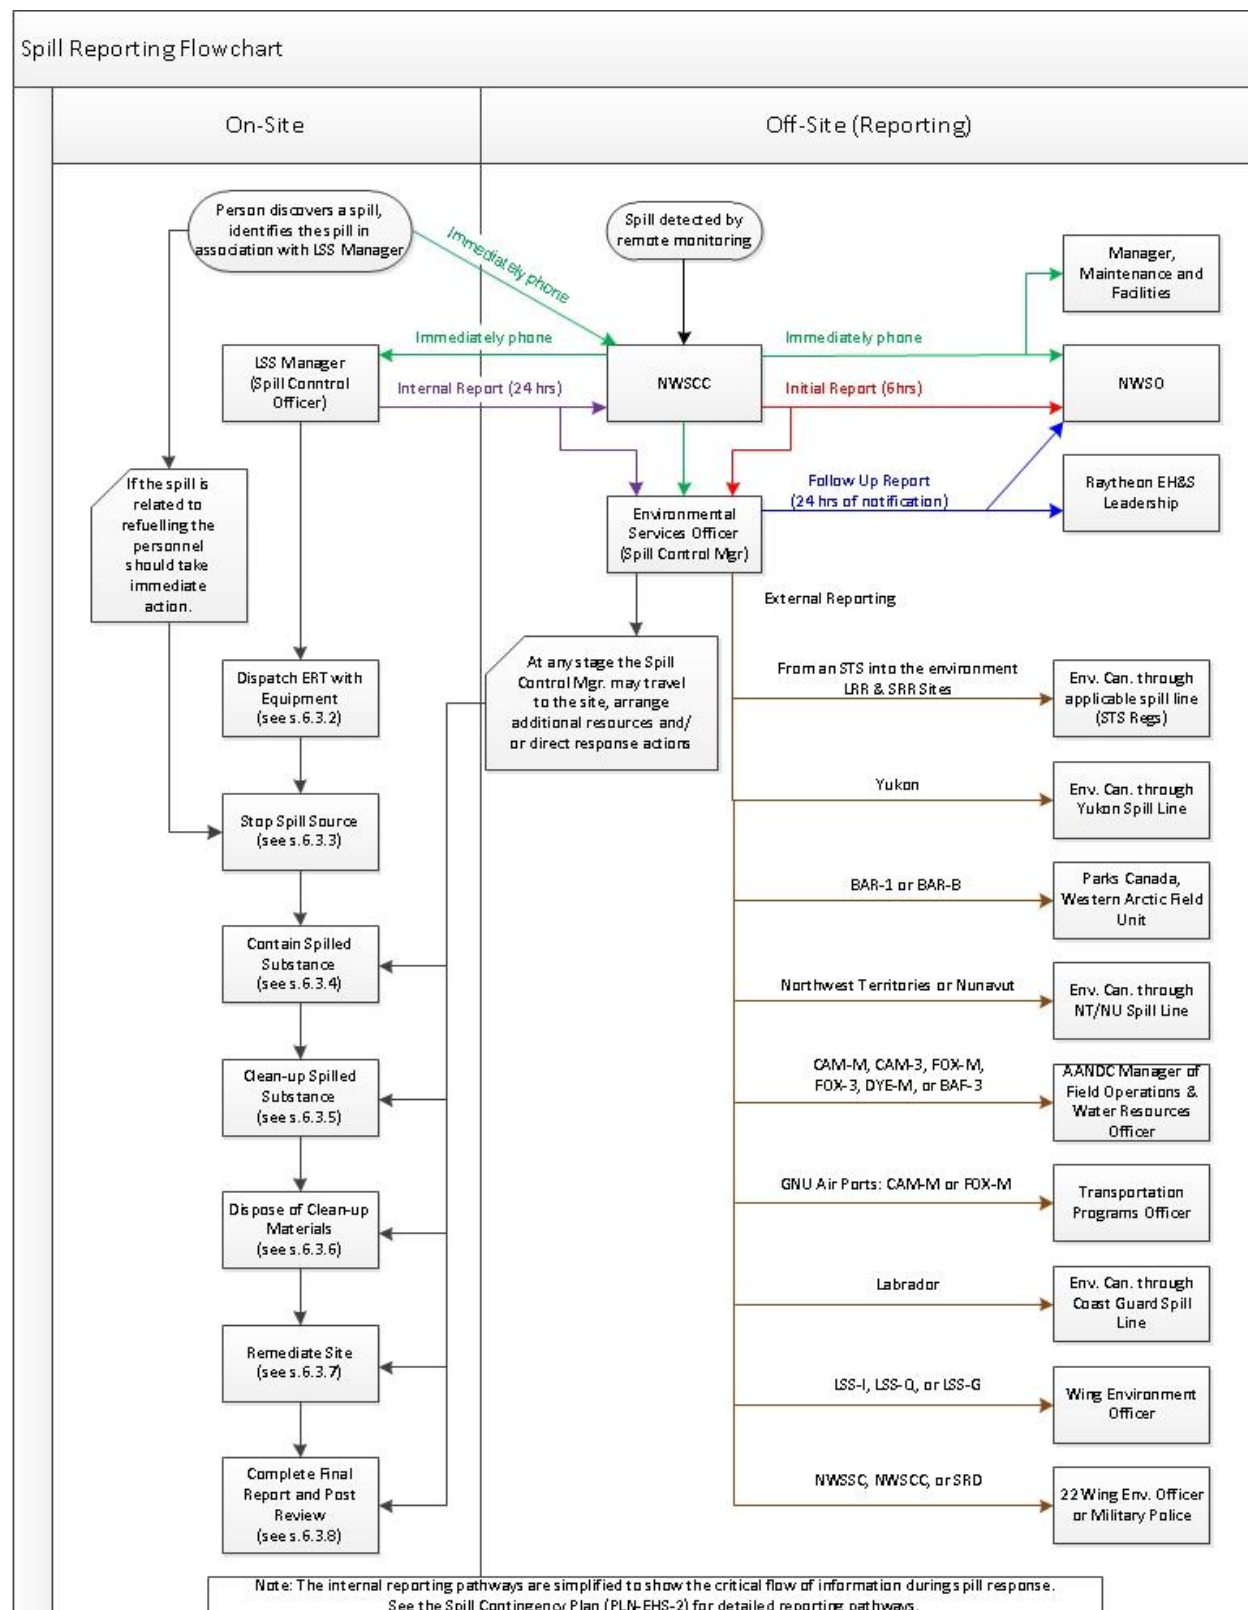 Spill Reporting Flowchart
On-Site
Off-Site (Reporting)
Person discovers a spill,
identifies the spill in
association with LSS Manager
Immediately phone
Spill detected by
remote monitoring
Manager,
Maintenance and
Facilities
Immediately phone
Immediately phone
LSS Manager
(Spill Conntrol
Officer)
Internal Report (24 hrs)
NWSCC
Initial Report (6hrs)
NWSO
If the spill is
related to
refuelling the
personnel
should take
immediate
action.
Environmental
Services Officer
(Spill Control Mgr)
Follow Up Report
(24 hrs of notification)
Raytheon EH&S
Leadership
External Reporting
At any stage the Spill
Control Mgr. may travel
to the site, arrange
additional resources and/
or direct response actions
Dispatch ERT with
Equipment
(see s.6.3.2)
From an STS into the environment
LRR & SRR Sites
Env. Can. through
applicable spill line
(STS Regs)
Stop Spill Source
(see s.6.3.3)
Yukon
Env. Can. through
Yukon Spill Line
Contain Spilled
Substance
(see s.6.3.4)
BAR-1 or BAR-B
Parks Canada,
Western Arctic Field
Unit
Northwest Territories or Nunavut
Env. Can. through
NT/NU Spill Line
Clean-up Spilled
Substance
(see s.6.3.5)
CAM-M, CAM-3, FOX-M,
FOX-3, DYE-M, or BAF-3
AANDC Manager of
Field Operations &
Water Resources
Officer
Dispose of Clean-up
Materials
(see s.6.3.6)
GNU Air Ports: CAM-M or FOX-M
Transportation
Programs Officer
Remediate Site
(see s.6.3.7)
Labrador
Env. Can. through
Coast Guard Spill
Line
LSS-I, LSS-Q, or LSS-G
Wing Environment
Officer
Complete Final
Report and Post
Review
(see s.6.3.8)
NWSSC, NWSCC, or SRD
22 Wing Env. Officer
or Military Police
Note: The internal reporting pathways are simplified to show the critical flow of information during spill response.
See the Spill Contingency Plan (PLN-EHS-2) for detailed reporting pathways.